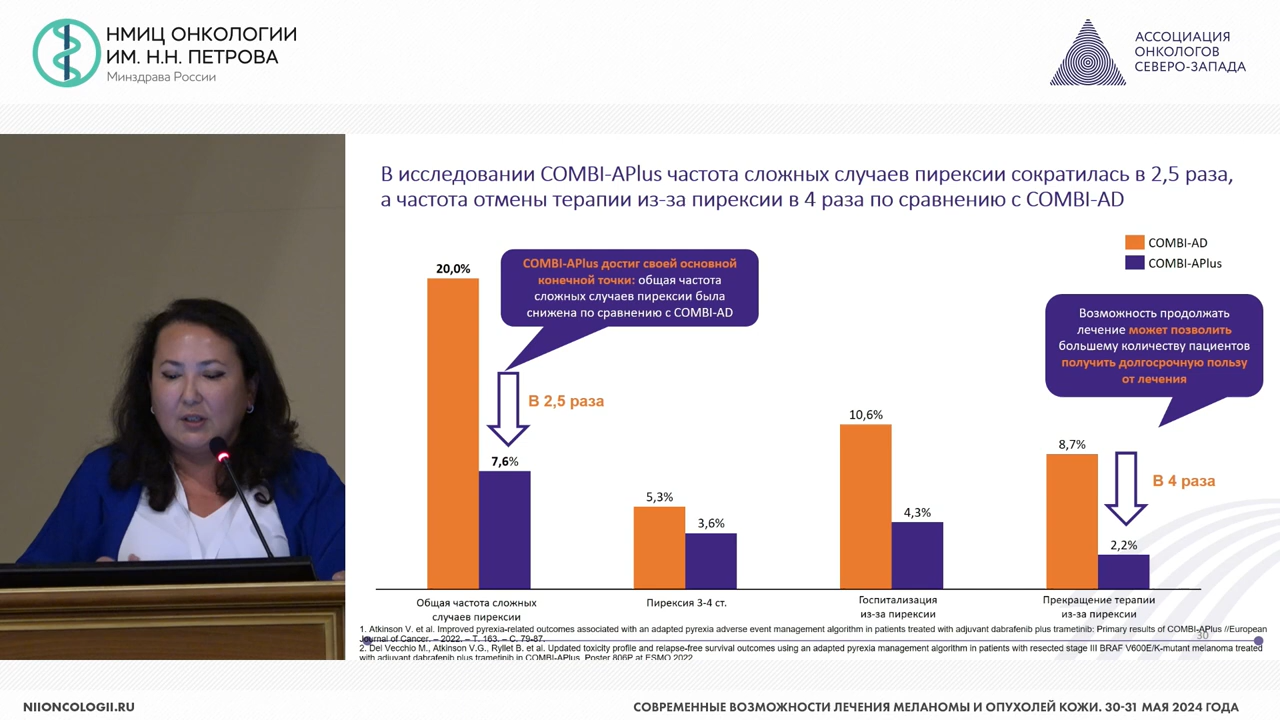 НМИЦ ОНКОЛОГИИ
ИМ. Н.Н. ПЕТРОВА
Минздрава России
АССОЦИАЦИЯ
ОНКОЛОГОВ
СЕВЕРО-ЗАПАДА
В исследовании COMBI-APlus частота сложных случаев пирексии сократилась в 2,5 раза,
а частота отмены терапии из-за пирексии в 4 раза по сравнению с COMBI-AD
COMBI-AD
COMBI-APlus
20,0%
COMBI-APlus достиг своей основной
конечной точки: общая частота
сложных случаев пирексии была
снижена по сравнению с COMBI-AD
Возможность продолжать
лечение может позволить
большему количеству пациентов
получить долгосрочную пользу
от лечения
В 2,5 раза
7,6%
5,3%
3,6%
10,6%
4,3%
8,7%
В 4 раза
2,2%
Общая частота сложных
случаев пирексии
Пирексия 3-4 ст.
Госпитализация
из-за пирексии
Прекращение терапии
из-за пирексии
1. Atkinson V. et al. Improved pyrexia-related outcomes associated with an adapted pyrexia adverse event management algorithm in patients treated with adjuvant dabrafenib plus trametinib: Primary results of COMBI-APlus //European
Journal of Cancer. – 2022. – Т. 163. – С. 79-87.
30
2. Del Vecchio M., Atkinson V.G., Ryllet B. et al. Updated toxicity profile and relapse-free survival outcomes using an adapted pyrexia management algorithm in patients with resected stage III BRAF V600E/K-mutant melanoma treated
with adjuvant dabrafenib plus trametinib in COMBI-APlus. Poster 806P at ESMO 2022
NIIONCOLOGII.RU
СОВРЕМЕННЫЕ ВОЗМОЖНОСТИ ЛЕЧЕНИЯ МЕЛАНОМЫ И ОПУХОЛЕЙ КОЖИ. 30-31 МАЯ 2024 ГОДА